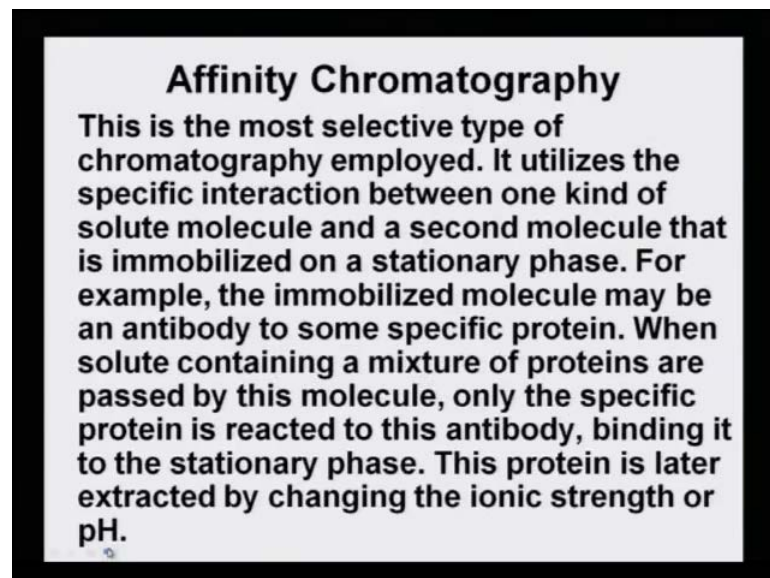 Affinity Chromatography
This is the most selective type of
chromatography employed. It utilizes the
specific interaction between one kind of
solute molecule and a second molecule that
is immobilized on a stationary phase. For
example, the immobilized molecule may be
an antibody to some specific protein. When
solute containing a mixture of proteins are
passed by this molecule, only the specific
protein is reacted to this antibody, binding it
to the stationary phase. This protein is later
extracted by changing the ionic strength or
pH.